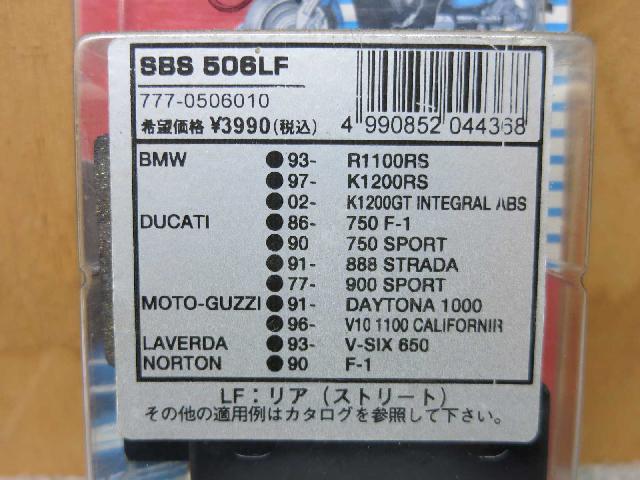 SBS 506LF
777-0506010
希望価格 ¥3990(税込)
4 990852 044368
BMW ●93- R1100RS
●97- K1200RS
●02- K1200GT INTEGRAL ABS
DUCATI ●86- 750 F-1
●90 750 SPORT
●91- 888 STRADA
●77- 900 SPORT
MOTO-GUZZI ●91- DAYTONA 1000
●96- V10 1100 CALIFORNIR
LAVERDA ●93- V-SIX 650
NORTON ●90 F-1
LF：リア（ストリート）
その他の適用例はカタログを参照して下さい。